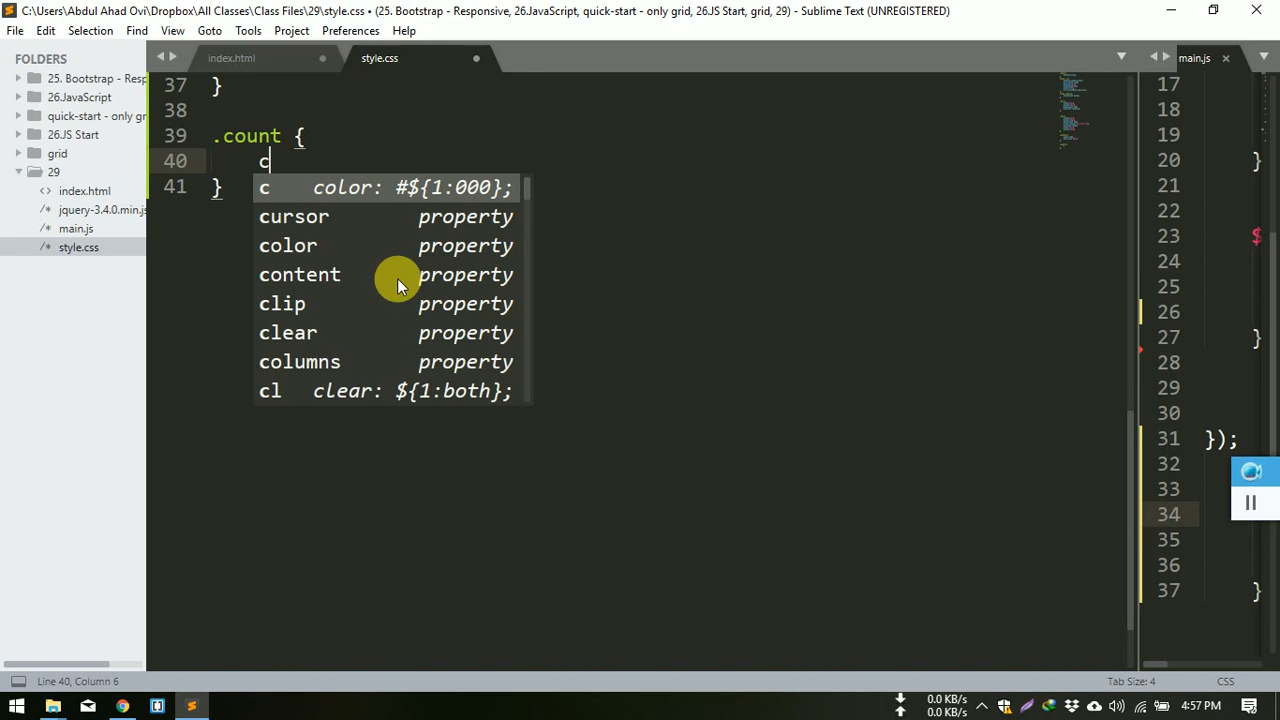 C:\Users\Abdul Ahad Ovi\Dropbox\All Classes\Class Files\29\style.css • (25. Bootstrap - Responsive, 26.JavaScript, quick-start - only grid, 26.JS Start, grid, 29) - Sublime Text (UNREGISTERED)
File Edit Selection Find View Goto Tools Project Preferences Help
FOLDERS
25. Bootstrap - Resp
26.JavaScript
quick-start - only gr
26.JS Start
grid
29
index.html
jquery-3.4.0.min.js
main.js
style.css
index.html
style.css
37 }
38
39 .count {
40 c
41 }
c color: #${1:000};
cursor property
color property
content property
clip property
clear property
columns property
cl clear: ${1:both};
main.js
17
18
19
20 }
21
22
23 $
24
25
26
27 }
28
29
30
31 });
32
33
34
35
36
37 }
Line 40, Column 6
Tab Size: 4
CSS
0.0 KB/s
0.0 KB/s
4:57 PM